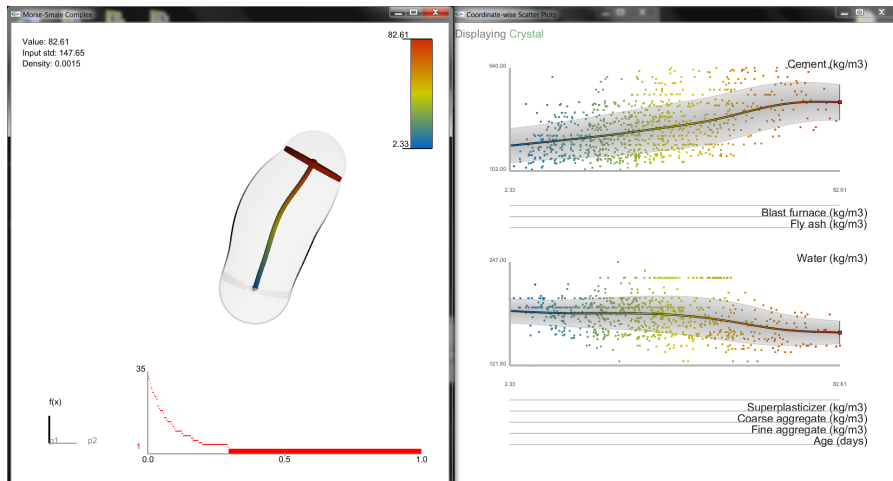 Morse-Smale Complex
Value: 82.61
Input std: 147.65
Density: 0.0015
82.61
2.33
35
1
0.0
0.5
1.0
f(x)
p1
p2
Coordinate-wise Scatter Plots
Displaying Crystal
Cement (kg/m3)
540.00
102.00
2.33
82.61
Blast furnace (kg/m3)
Fly ash (kg/m3)
Water (kg/m3)
247.00
121.80
2.33
82.61
Superplasticizer (kg/m3)
Coarse aggregate (kg/m3)
Fine aggregate (kg/m3)
Age (days)